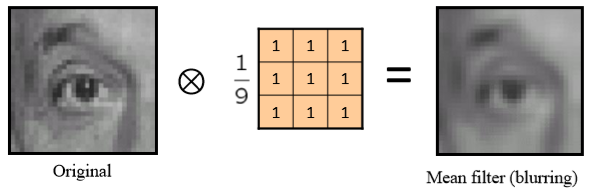 1 1 1
1
9
1 1 1
1 1 1
⊗ =
Original
Mean filter (blurring)